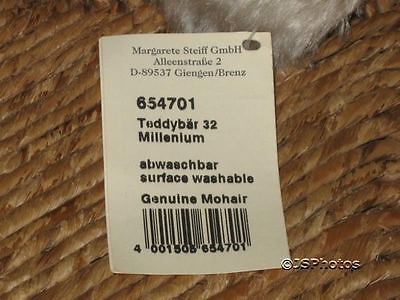 Margarete Steiff GmbH
Alleenstraße 2
D-89537 Giengen/Brenz
654701
Teddybär 32
Millenium
abwaschbar
surface washable
Genuine Mohair
4 001505 654701
©JSPhotos